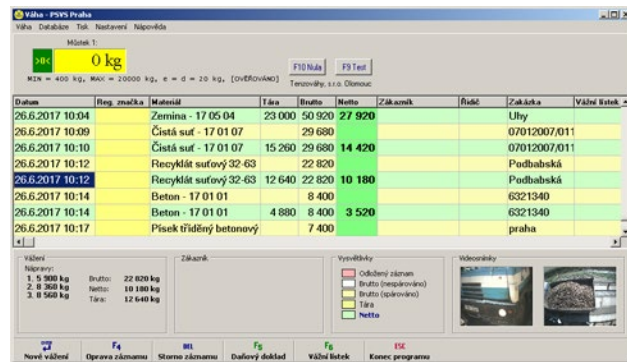 Váha - PSVS Praha
Váha Databáze Tisk Nastavení Nápověda
Můstek 1:
>0< 0 kg
F10 Nula F9 Test
MIN = 400 kg, MAX = 20000 kg, e = d = 20 kg, [OVĚŘOVÁNO] Tenzováhy, s.r.o. Olomouc
Datum Reg. značka Materiál Tára Brutto Netto Zákazník Řidič Zakázka Vážní lístek
26.6.2017 10:04 Zemina - 17 05 04 23 000 50 920 27 920 Uhy
26.6.2017 10:09 Čistá suť - 17 01 07 29 680 07012007/011
26.6.2017 10:10 Čistá suť - 17 01 07 15 260 29 680 14 420 07012007/011
26.6.2017 10:12 Recyklát suťový 32-63 22 820 Podbabská
26.6.2017 10:12 Recyklát suťový 32-63 12 640 22 820 10 180 Podbabská
26.6.2017 10:14 Beton - 17 01 01 8 400 6321340
26.6.2017 10:14 Beton - 17 01 01 4 880 8 400 3 520 6321340
26.6.2017 10:17 Písek tříděný betonový 7 400 praha
Vážení Zákazník Vysvětlivky Videosnímky
Nápravy:
1. 5 900 kg Brutto: 22 820 kg
2. 8 360 kg Netto: 10 180 kg
3. 8 560 kg Tára: 12 640 kg
Odložený záznam
Brutto (nespárováno)
Brutto (spárováno)
Tára
Netto
F4 DEL F5 F6 ESC
Nové vážení Oprava záznamu Storno záznamu Daňový doklad Vážní lístek Konec programu